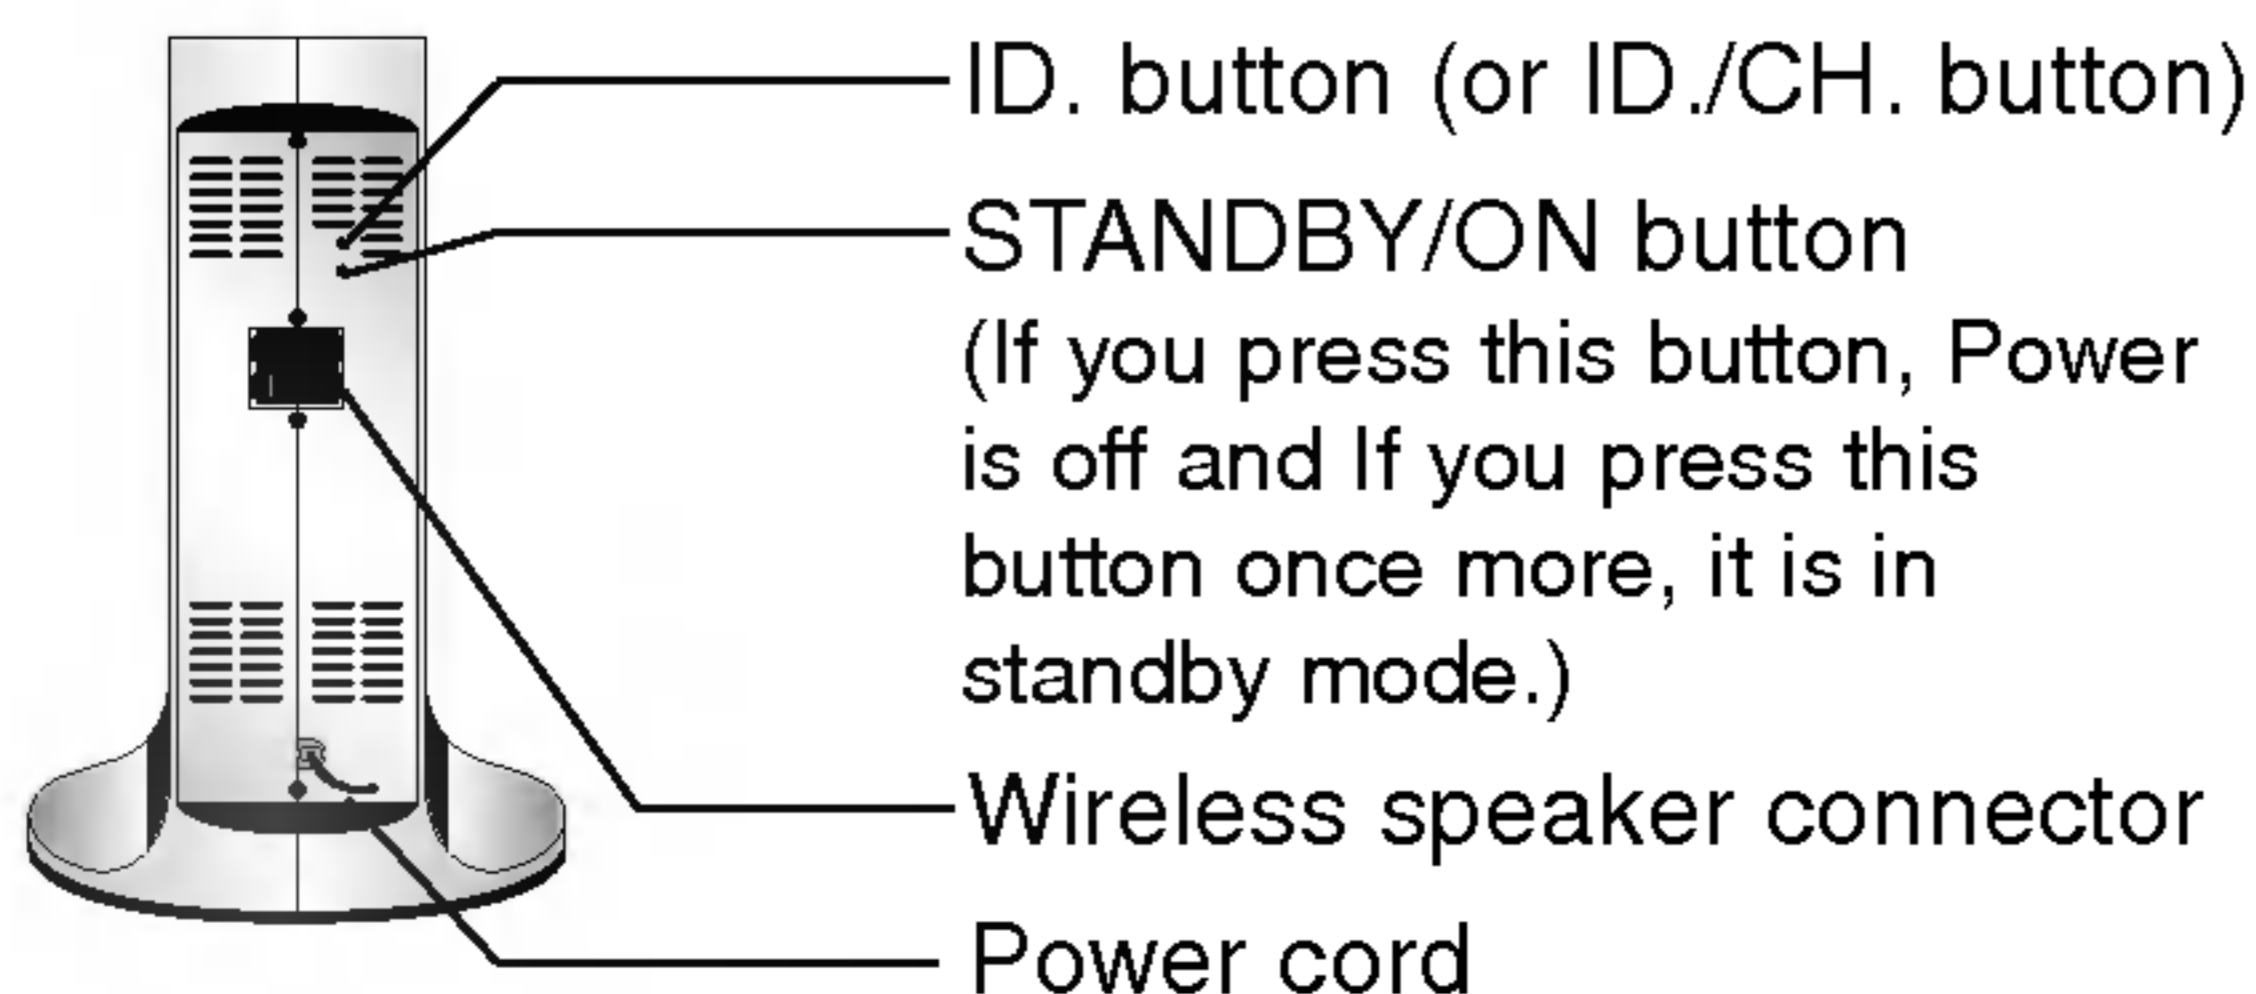 ID. button (or ID./CH. button)
STANDBY/ON button
(If you press this button, Power
is off and If you press this
button once more, it is in
standby mode.)
Wireless speaker connector
Power cord